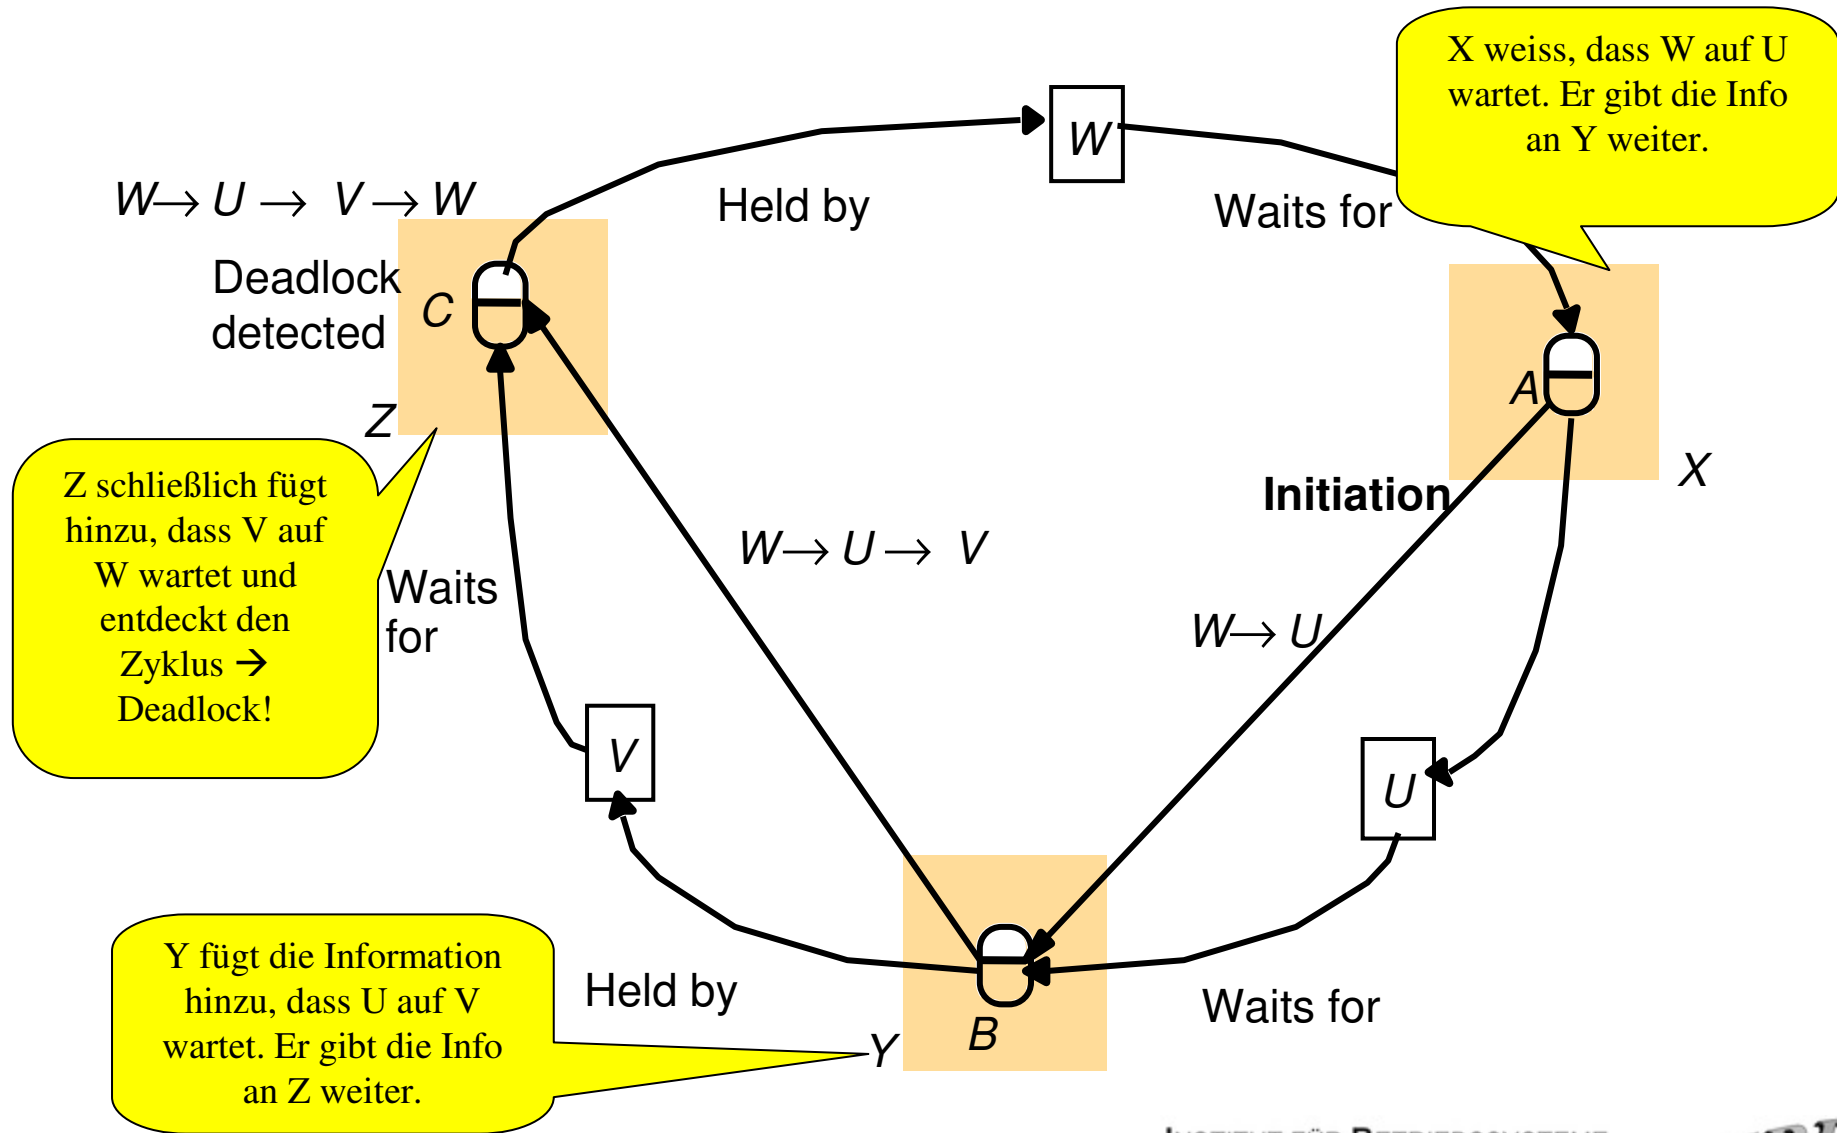 X weiss, dass W auf U
wartet. Er gibt die Info
an Y weiter.
W
W→ U → V → W
Held by
Waits for
Deadlock
detected
C
A
Z
X
Initiation
Z schließlich fügt
hinzu, dass V auf
W wartet und
entdeckt den
Zyklus →
Deadlock!
Waits
for
W→ U → V
W→ U
V
U
Y fügt die Information
hinzu, dass U auf V
wartet. Er gibt die Info
an Z weiter.
Held by
Waits for
Y
B